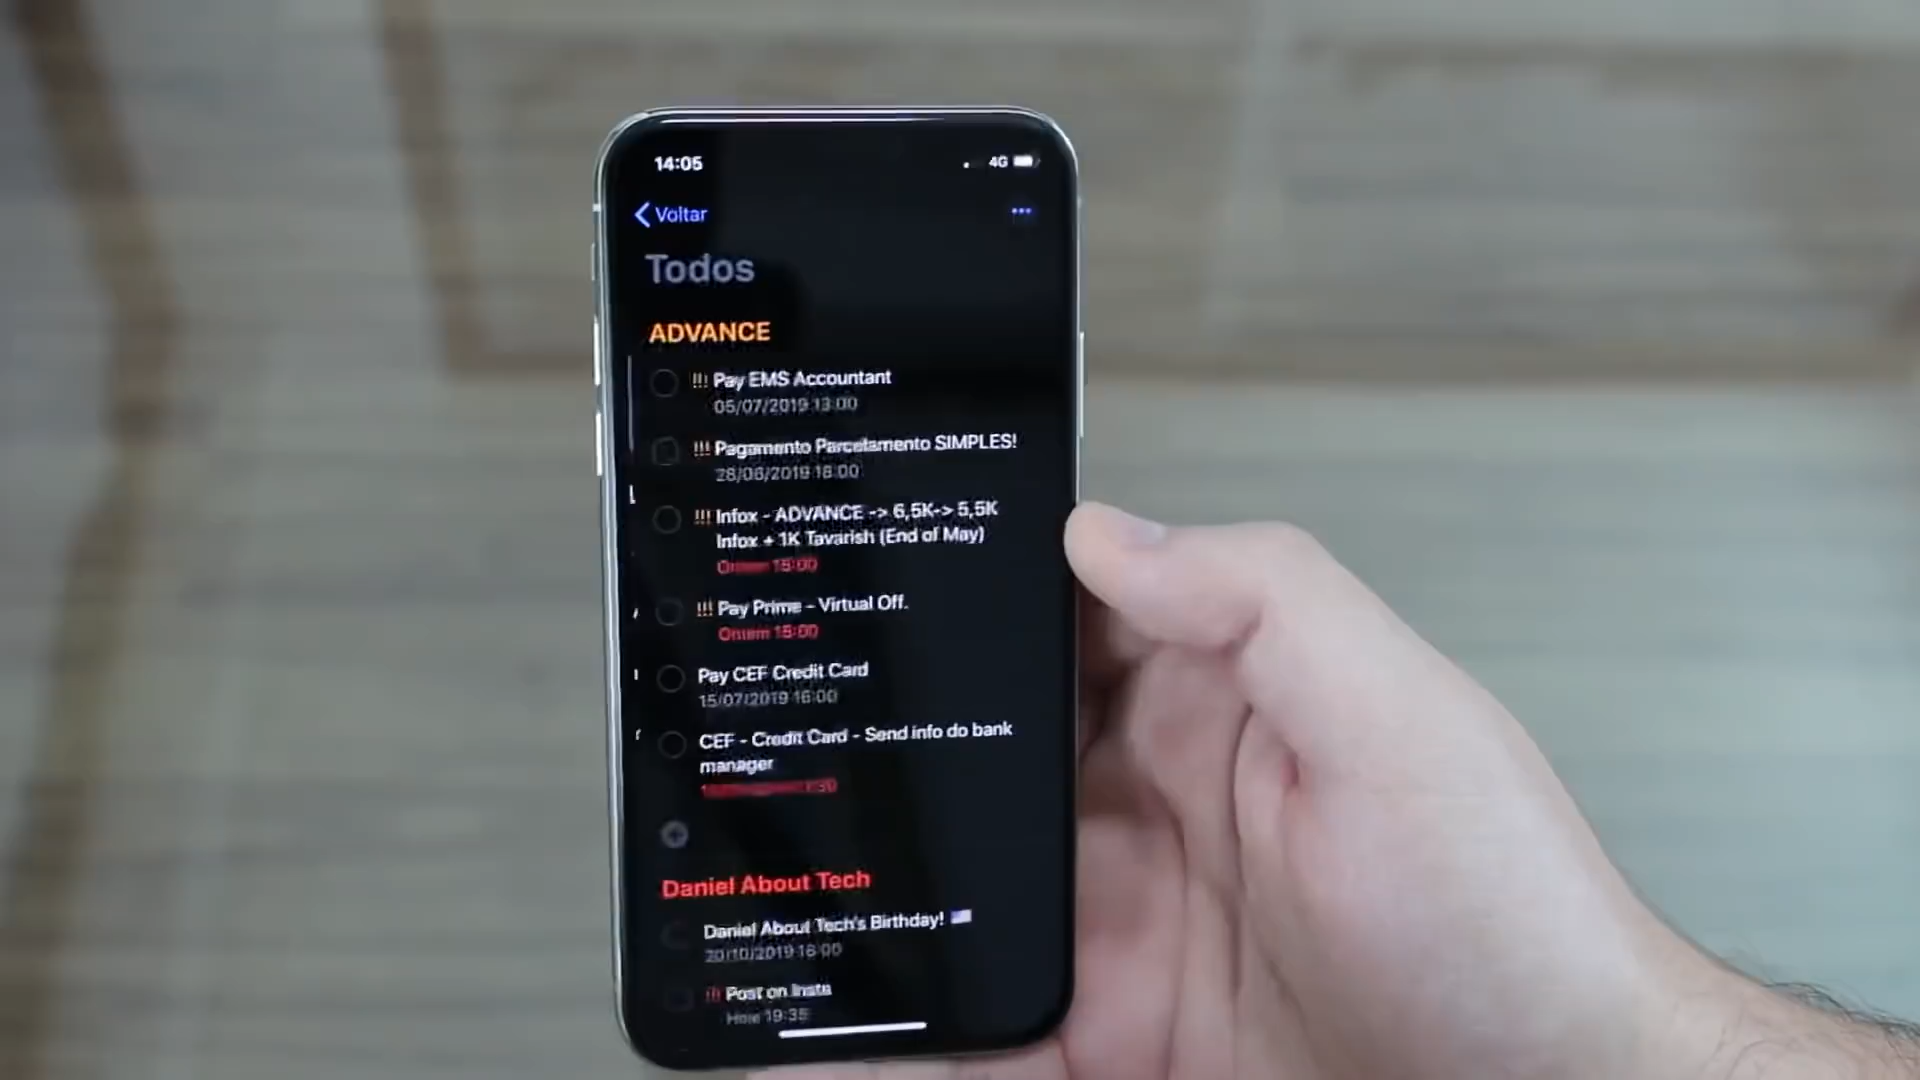 14:05
4G
Voltar
Todos
ADVANCE
!!! Pay EMS Accountant
05/07/2019 13:00
!!! Pagamento Parcelamento SIMPLES!
28/06/2019 16:00
!!! Infox - ADVANCE -> 6,5K-> 5,5K
Infox + 1K Tavarish (End of May)
Ontem 15:00
!!! Pay Prime - Virtual Off.
Ontem 15:00
Pay CEF Credit Card
15/07/2019 16:00
CEF - Credit Card - Send info do bank
manager
Daniel About Tech
Daniel About Tech's Birthday!
20/10/2019 16:00
!!! Post on Insta
Hoje 19:35